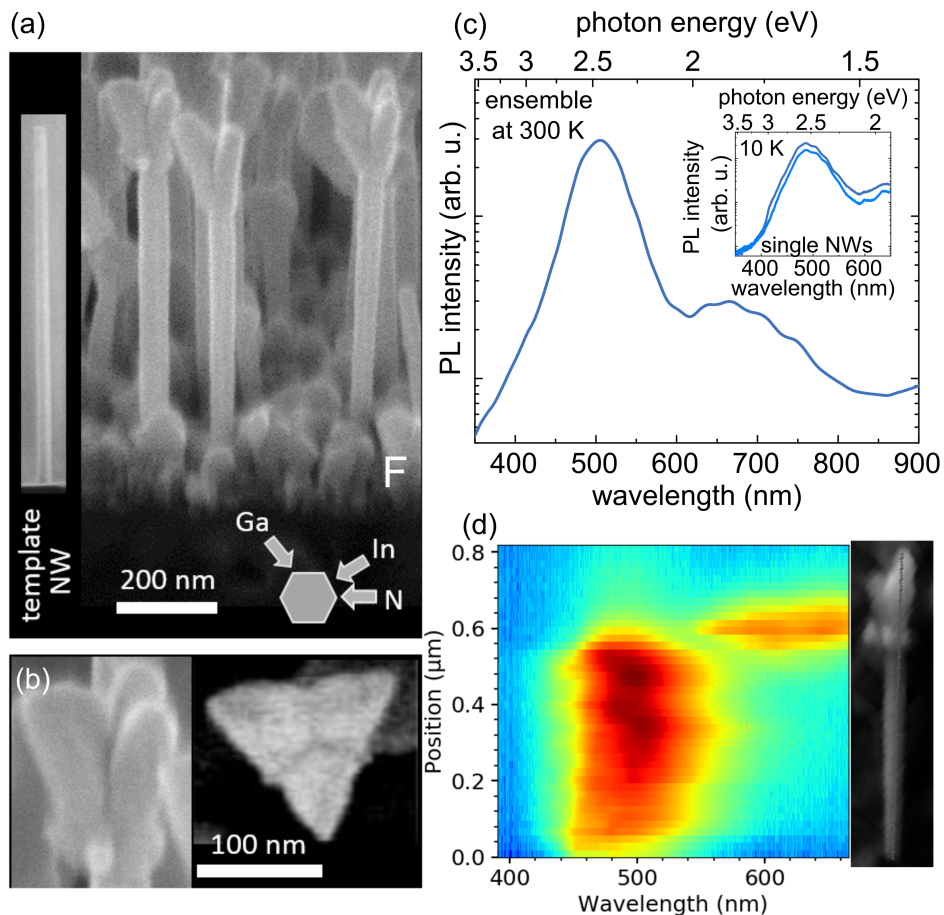 (a)
template
NW
F
Ga
In
N
200 nm
(b)
100 nm
(c)
photon energy (eV)
3.5 3 2.5 2 1.5
ensemble
at 300 K
PL intensity (arb. u.)
400 500 600 700 800 900
wavelength (nm)
photon energy (eV)
3.5 3 2.5 2
10 K
PL intensity
(arb. u.)
single NWs
400 500 600
wavelength (nm)
(d)
0.8
0.6
0.4
0.2
0.0
Position (μm)
400 500 600
Wavelength (nm)